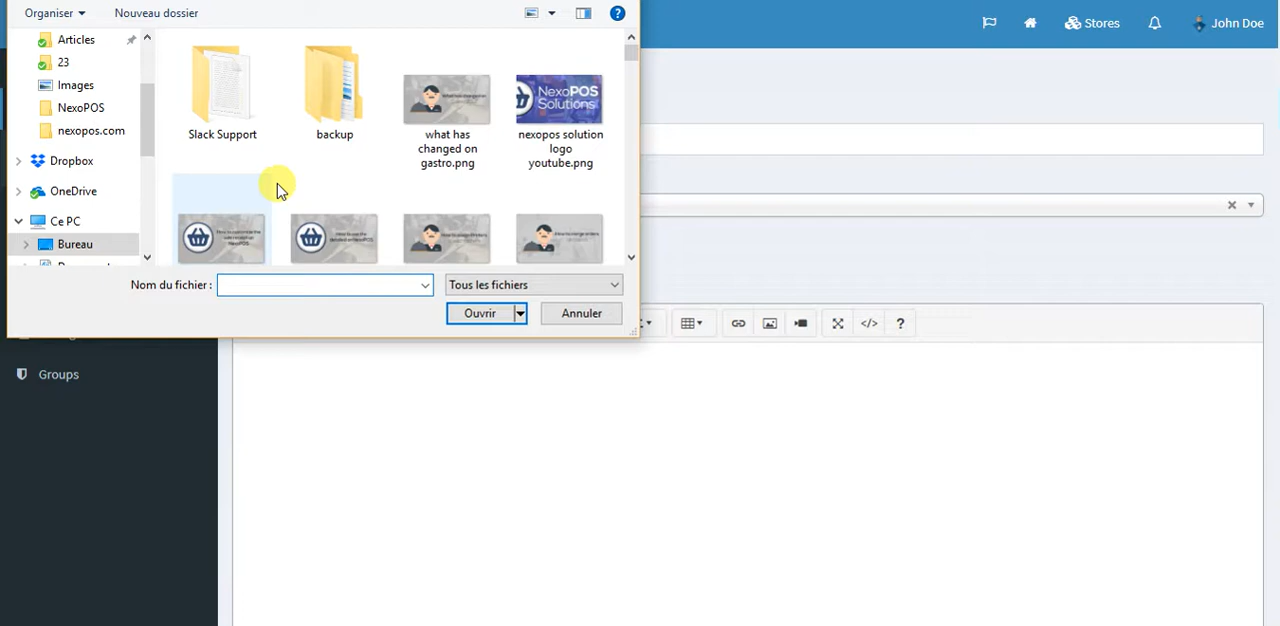 Organiser
Nouveau dossier
Stores
John Doe
Articles
23
Images
NexoPOS
nexopos.com
Dropbox
OneDrive
Ce PC
Bureau
Slack Support
backup
what has
changed on
gastro.png
NexoPOS
Solutions
nexopos solution
logo
youtube.png
Nom du fichier :
Tous les fichiers
Ouvrir
Annuler
Groups